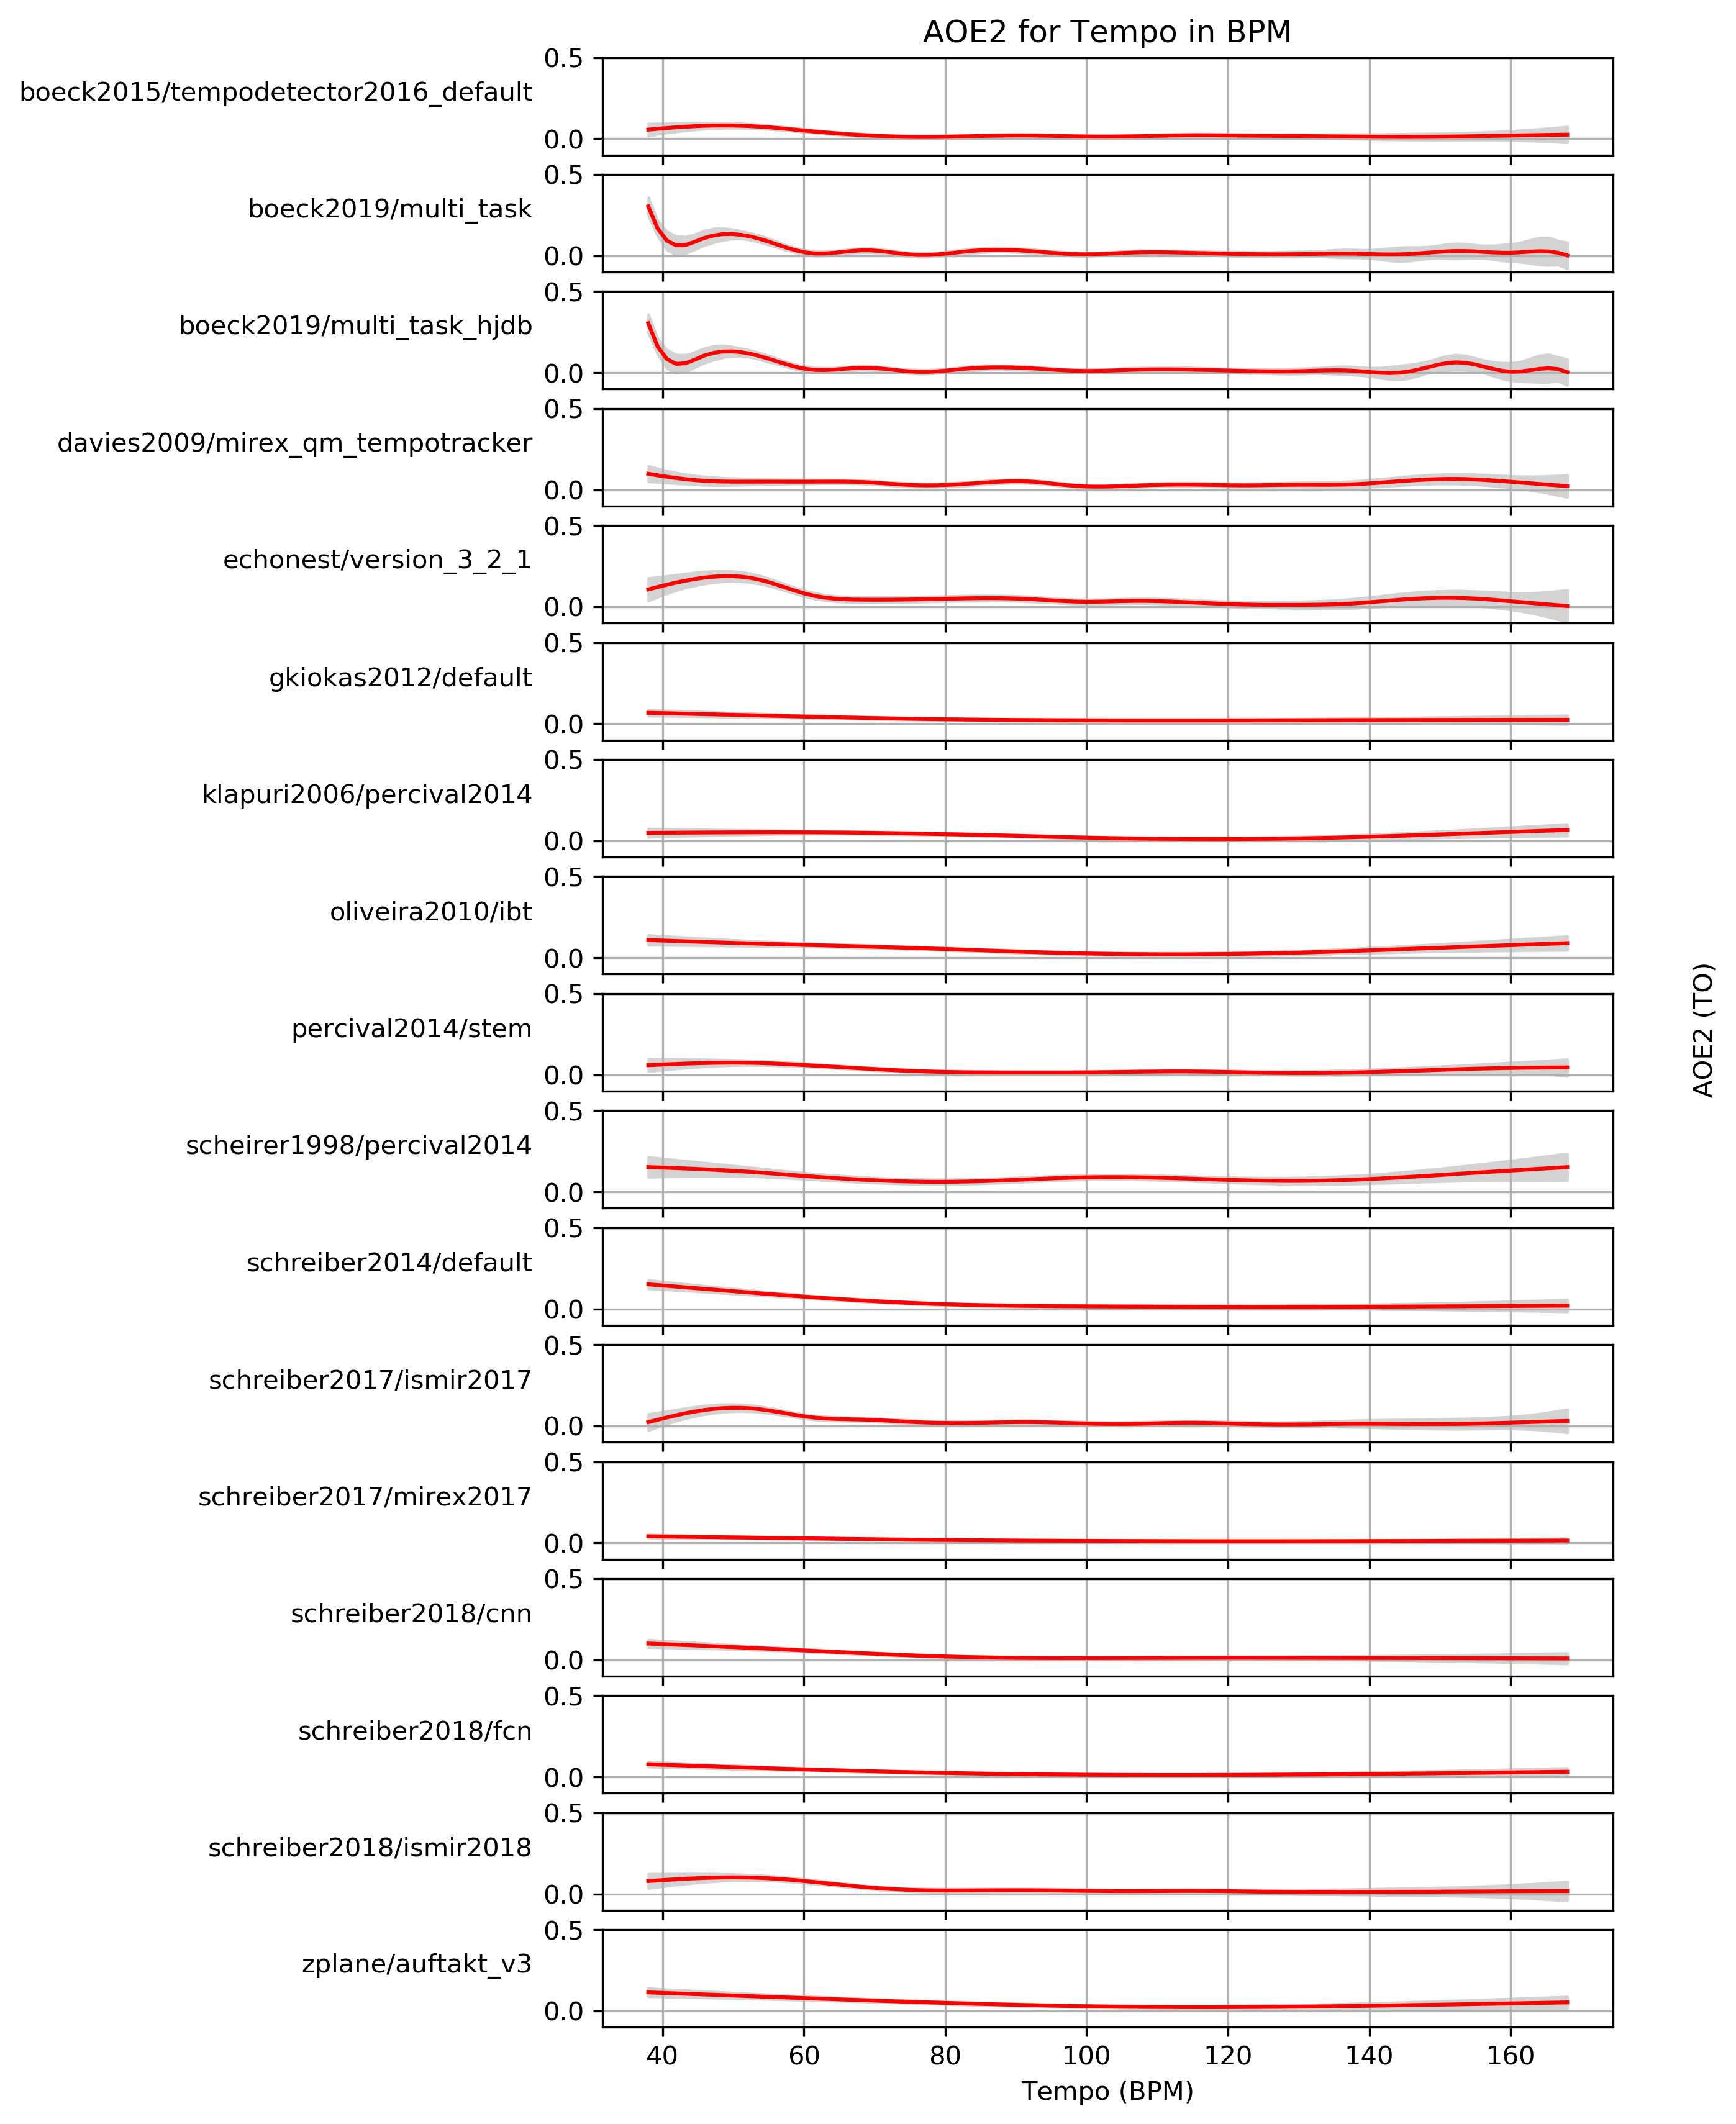 AOE2 for Tempo in BPM
boeck2015/tempodetector2016_default
0.5
0.0
boeck2019/multi_task
0.5
0.0
boeck2019/multi_task_hjdb
0.5
0.0
davies2009/mirex_qm_tempotracker
0.5
0.0
echonest/version_3_2_1
0.5
0.0
gkiokas2012/default
0.5
0.0
klapuri2006/percival2014
0.5
0.0
oliveira2010/ibt
0.5
0.0
percival2014/stem
0.5
0.0
scheirer1998/percival2014
0.5
0.0
schreiber2014/default
0.5
0.0
schreiber2017/ismir2017
0.5
0.0
schreiber2017/mirex2017
0.5
0.0
schreiber2018/cnn
0.5
0.0
schreiber2018/fcn
0.5
0.0
schreiber2018/ismir2018
0.5
0.0
zplane/auftakt_v3
0.5
0.0
40 60 80 100 120 140 160
Tempo (BPM)
AOE2 (TO)